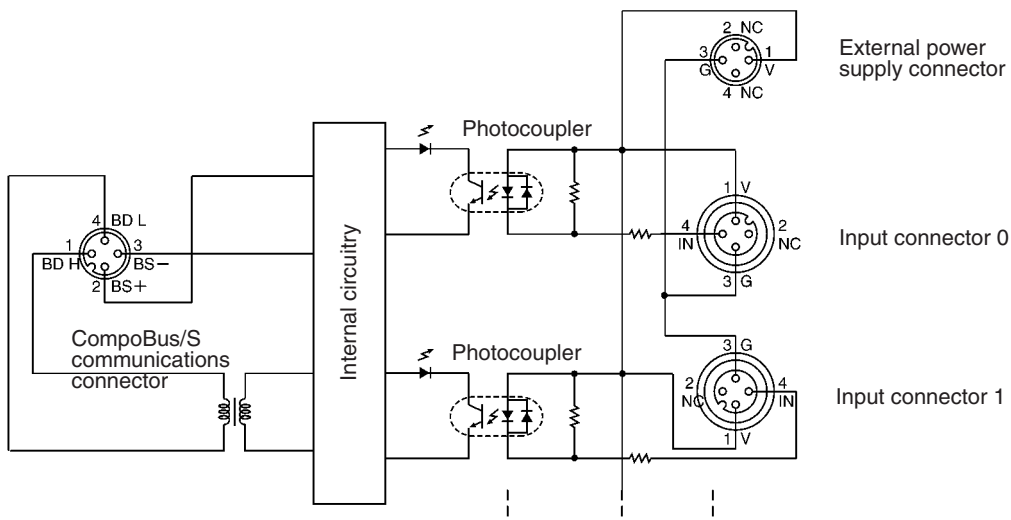 2 NC
3
1
G
V
4 NC
External power
supply connector
Photocoupler
1 V
4
IN
2
NC
3 G
Input connector 0
4 BD L
1
3
BD H
BS−
2 BS+
CompoBus/S
communications
connector
Internal circuitry
Photocoupler
3 G
2
NC
4
IN
1 V
Input connector 1